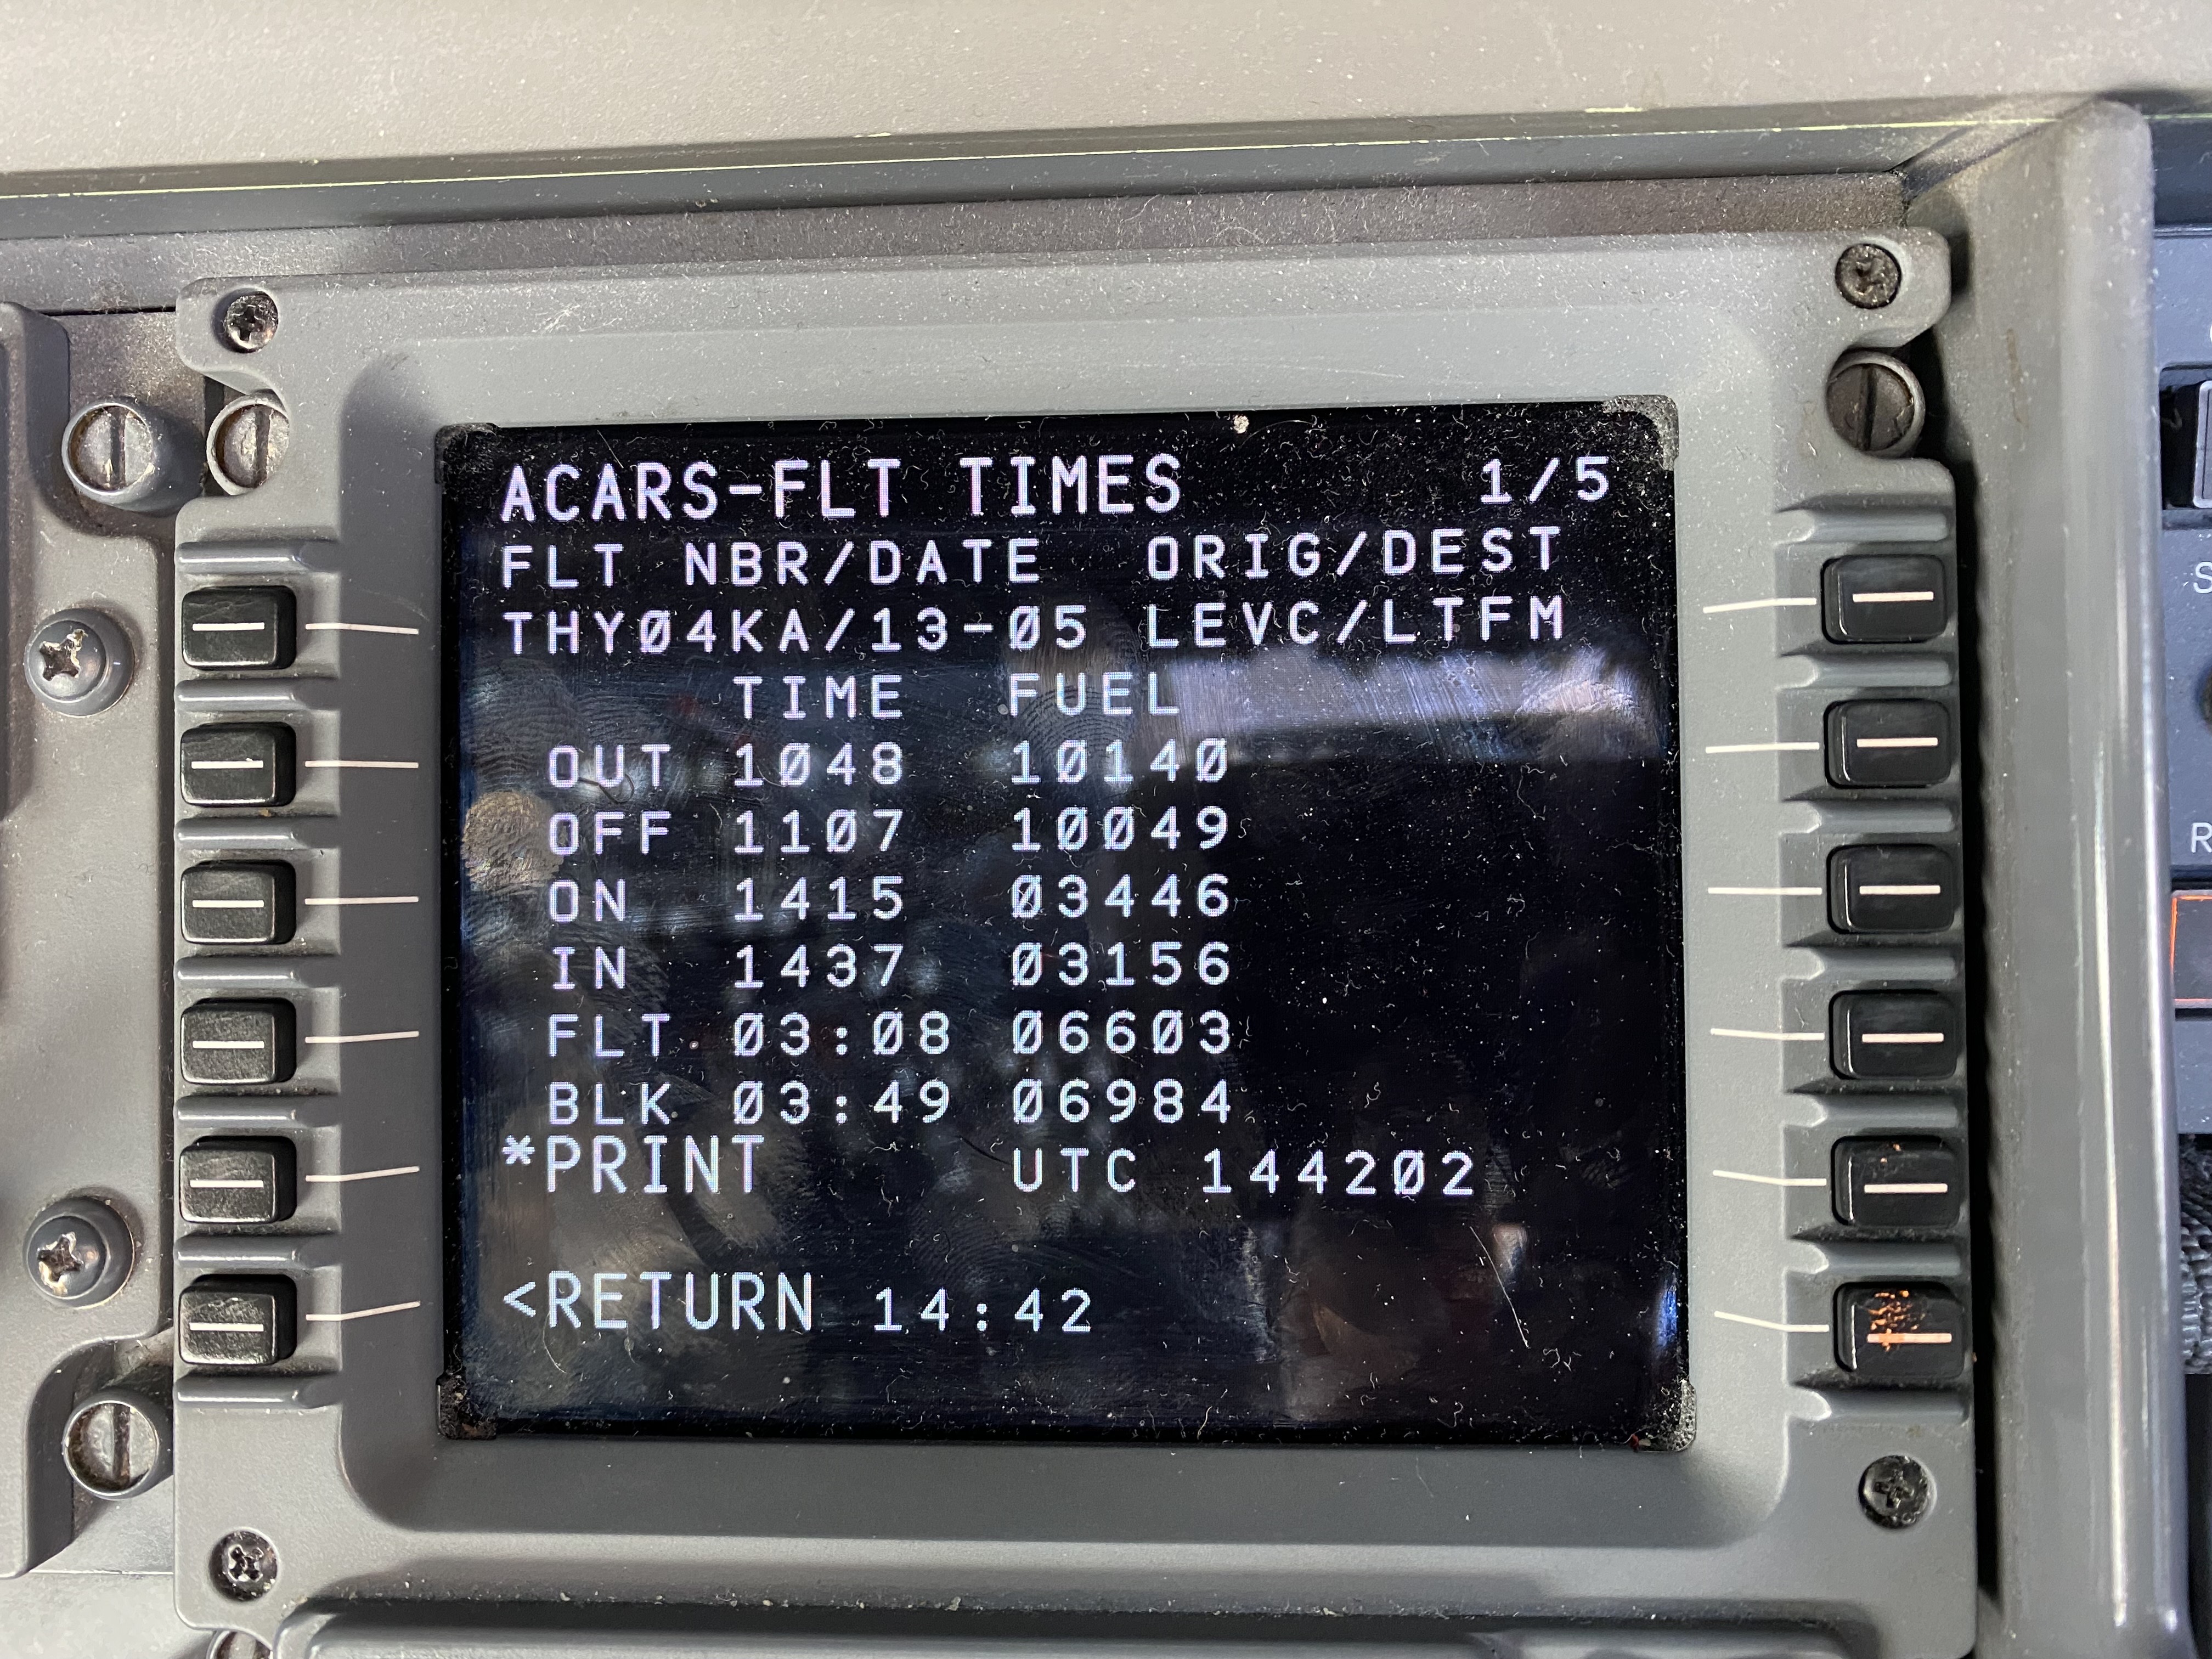 ACARS-FLT TIMES 1/5
FLT NBR/DATE ORIG/DEST
THY04KA/13-05 LEVC/LTFM
TIME FUEL
OUT 1048 10140
OFF 1107 10049
ON 1415 03446
IN 1437 03156
FLT 03:08 06603
BLK 03:49 06984
*PRINT UTC 144202
<RETURN 14:42